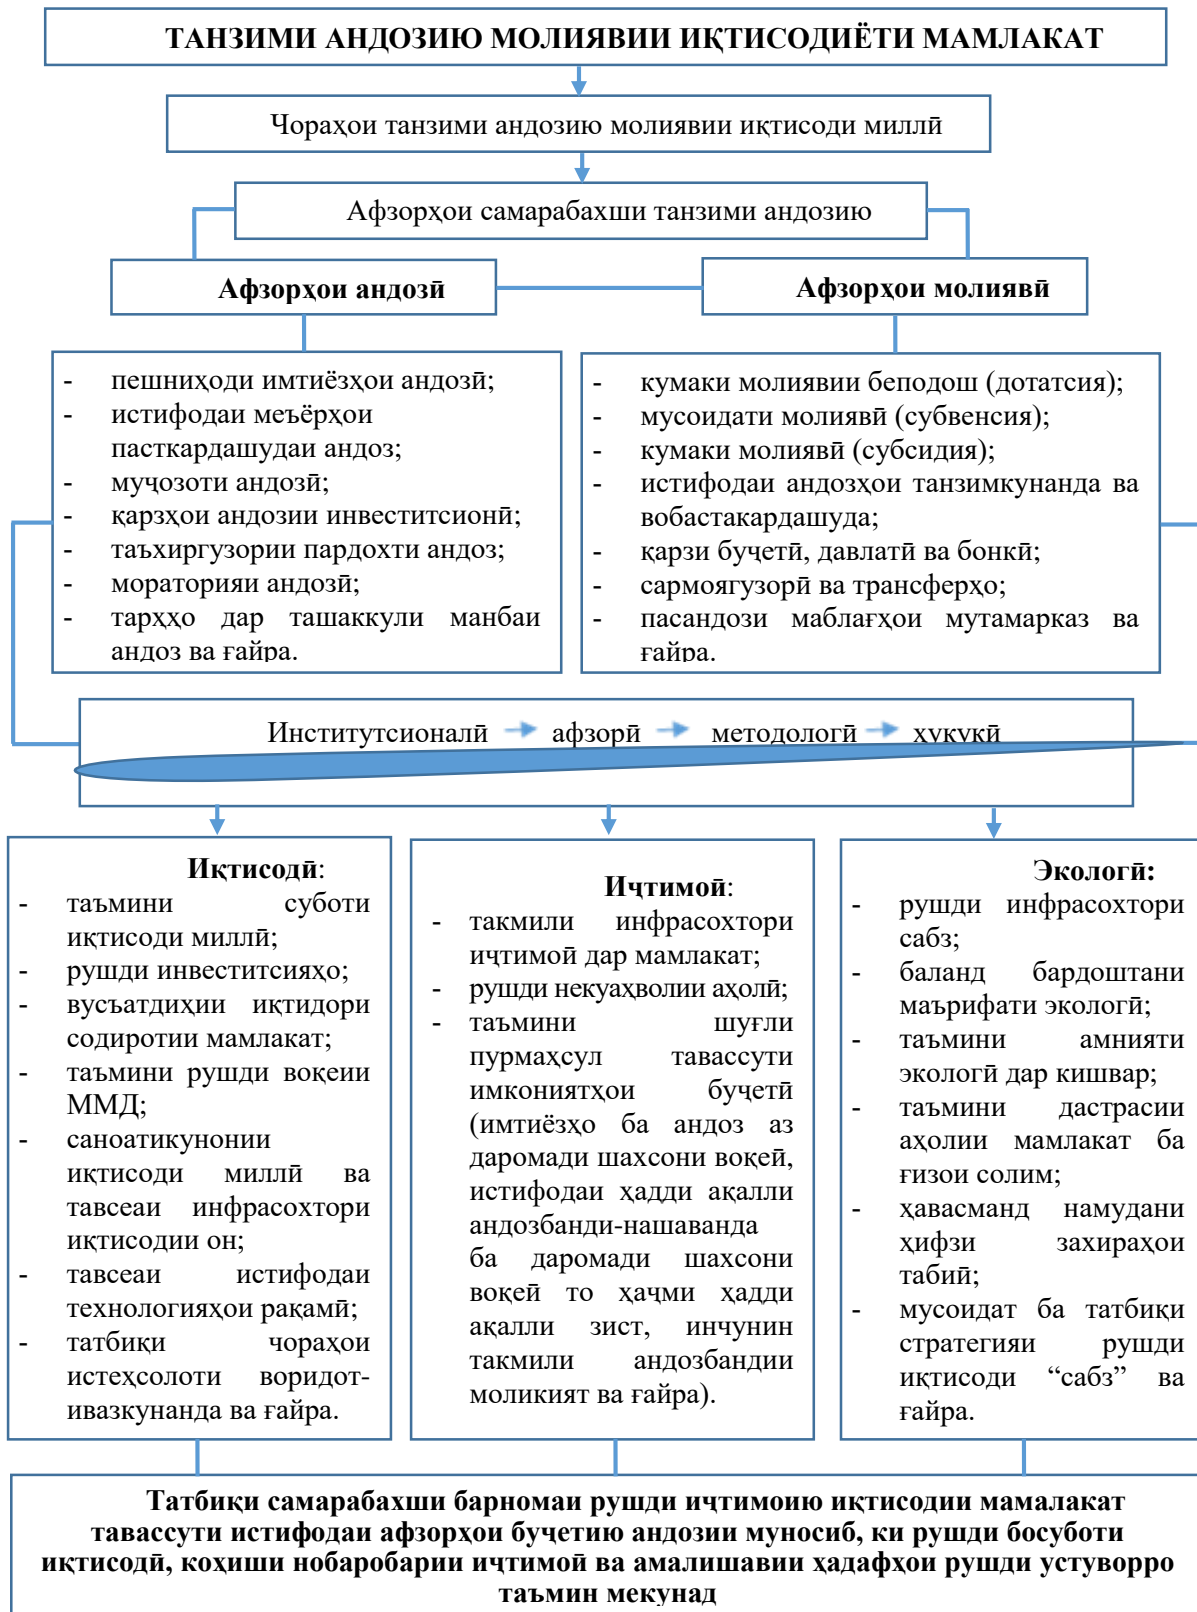 ТАНЗИМИ АНДОЗИЮ МОЛИЯВИИ ИҚТИСОДИЁТИ МАМЛАКАТ
Чораҳои танзими андозию молиявии иқтисоди миллӣ
Афзорҳои самарабахши танзими андозию
Афзорҳои андозӣ
Афзорҳои молиявӣ
- пешниҳоди имтиёзҳои андозӣ;
- истифодаи меъёрҳои
пасткардашудаи андоз;
- муҷозоти андозӣ;
- қарзҳои андозии инвеститсионӣ;
- таъхиргузории пардохти андоз;
- мораторияи андозӣ;
- тарҳҳо дар ташаккули манбаи
андоз ва ғайра.
- кумаки молиявии беподош (дотатсия);
- мусоидати молиявӣ (субвенсия);
- кумаки молиявӣ (субсидия);
- истифодаи андозҳои танзимкунанда ва
вобастакардашуда;
- қарзи буҷетӣ, давлатӣ ва бонкӣ;
- сармоягузорӣ ва трансферҳо;
- пасандози маблағҳои мутамарказ ва
ғайра.
Институтсионалӣ афзорӣ методологӣ ҳуқуқӣ
Иқтисодӣ:
- таъмини суботи
иқтисоди миллӣ;
- рушди инвеститсияҳо;
- вусъатдиҳии иқтидори
содиротии мамлакат;
- таъмини рушди воқеии
ММД;
- саноатикунонии
иқтисоди миллӣ ва
тавсеаи инфрасохтори
иқтисодии он;
- тавсеаи истифодаи
технологияҳои рақамӣ;
- татбиқи чораҳои
истеҳсолоти воридот-
ивазкунанда ва ғайра.
Иҷтимоӣ:
- такмили инфрасохтори
иҷтимоӣ дар мамлакат;
- рушди некуаҳволии аҳолӣ;
- таъмини шуғли
пурмаҳсул тавассути
имкониятҳои буҷетӣ
(имтиёзҳо ба андоз аз
даромади шахсони воқеӣ,
истифодаи ҳадди ақалли
андозбанди-нашаванда
ба даромади шахсони
воқеӣ то ҳаҷми ҳадди
ақалли зист, инчунин
такмили андозбандии
моликият ва ғайра).
Экологӣ:
- рушди инфрасохтори
сабз;
- баланд бардоштани
маърифати экологӣ;
- таъмини амнияти
экологӣ дар кишвар;
- таъмини дастрасии
аҳолии мамлакат ба
ғизои солим;
- ҳавасманд намудани
ҳифзи захираҳои
табиӣ;
- мусоидат ба татбиқи
стратегияи рушди
иқтисоди “сабз” ва
ғайра.
Татбиқи самарабахши барномаи рушди иҷтимоию иқтисодии мамалакат
тавассути истифодаи афзорҳои буҷетию андозии муносиб, ки рушди босуботи
иқтисодӣ, коҳиши нобаробарии иҷтимоӣ ва амалишавии ҳадафҳои рушди устуворро
таъмин мекунад